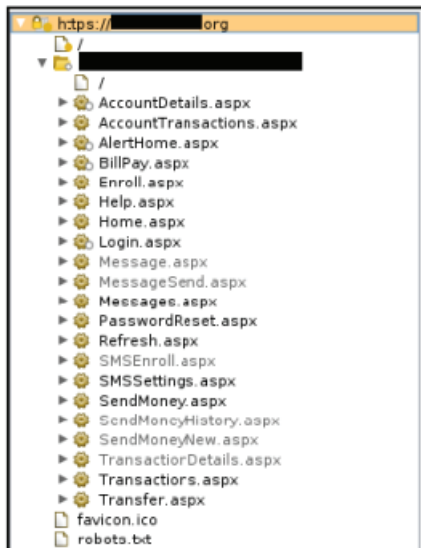 https:// org
/
/
AccountDetails.aspx
AccountTransactions.aspx
AlertHome.aspx
BillPay.aspx
Enroll.aspx
Help.aspx
Home.aspx
Login.aspx
Message.aspx
MessageSend.aspx
Messages.aspx
PasswordReset.aspx
Refresh.aspx
SMSEnroll.aspx
SMSSettings.aspx
SendMoney.aspx
SendMoneyHistory.aspx
SendMoneyNew.aspx
TransactiorDetails.aspx
Transactiors.aspx
Transfer.aspx
favicon.ico
robots.txt